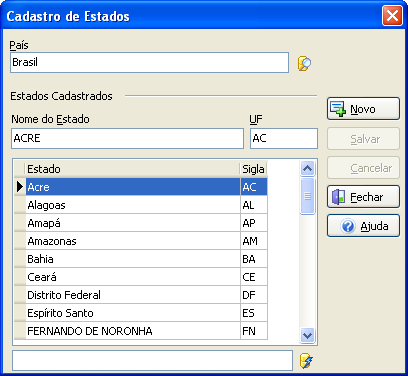 Cadastro de Estados
País
Brasil
Estados Cadastrados
Nome do Estado UF
ACRE AC
Novo
Salvar
Cancelar
Fechar
Ajuda
Estado Sigla
Acre AC
Alagoas AL
Amapá AP
Amazonas AM
Bahia BA
Ceará CE
Distrito Federal DF
Espírito Santo ES
FERNANDO DE NORONHA FN